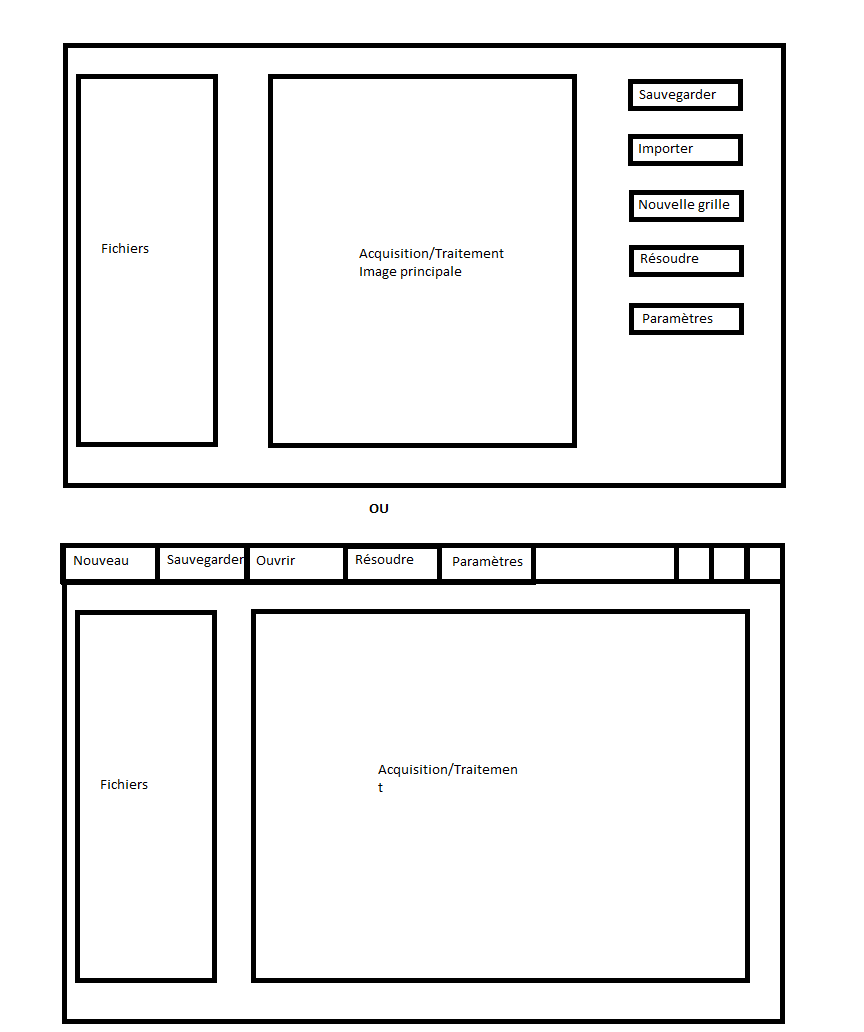 Sauvegarder
Importer
Nouvelle grille
Fichiers
Acquisition/Traitement
Image principale
Résoudre
Paramètres
OU
Nouveau
Sauvegarder
Ouvrir
Résoudre
Paramètres
Fichiers
Acquisition/Traitemen
t